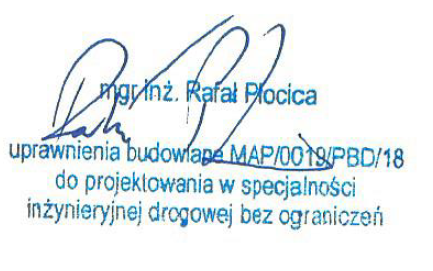 mgr inż. Rafał Płocica
uprawnienia budowlane MAP/0019/PBD/18
do projektowania w specjalności
inżynieryjnej drogowej bez ograniczeń